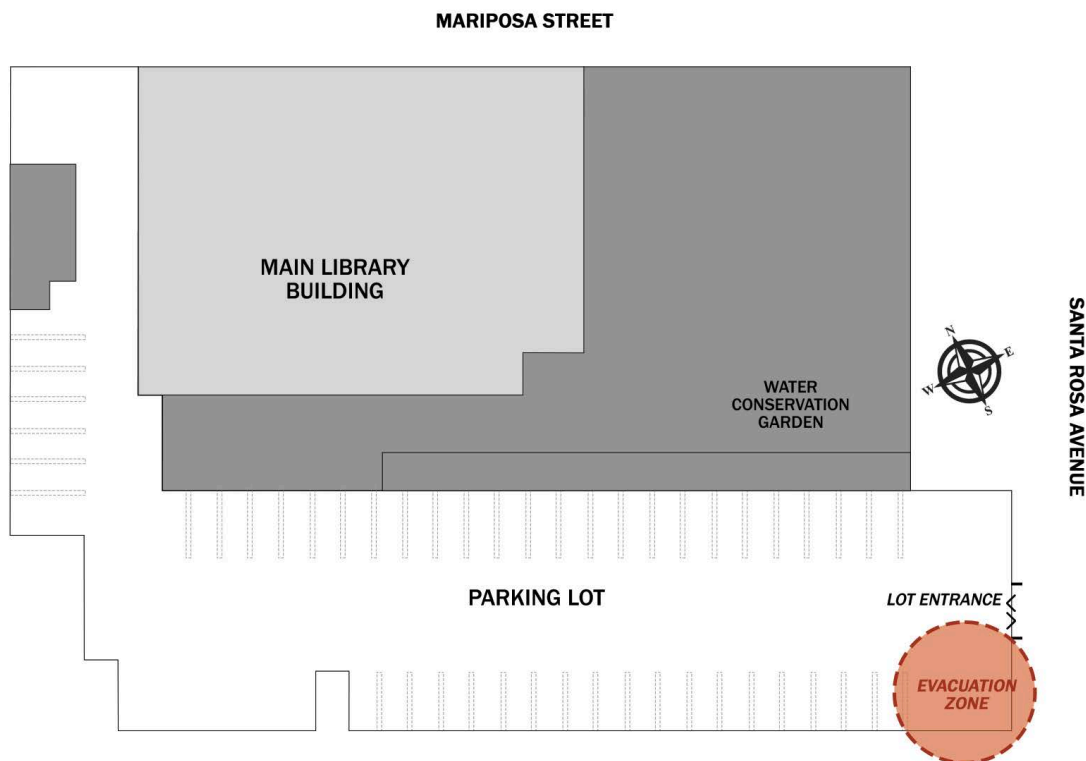 MARIPOSA STREET
MAIN LIBRARY
BUILDING
WATER
CONSERVATION
GARDEN
N
E
W
S
SANTA ROSA AVENUE
PARKING LOT
LOT ENTRANCE
EVACUATION
ZONE